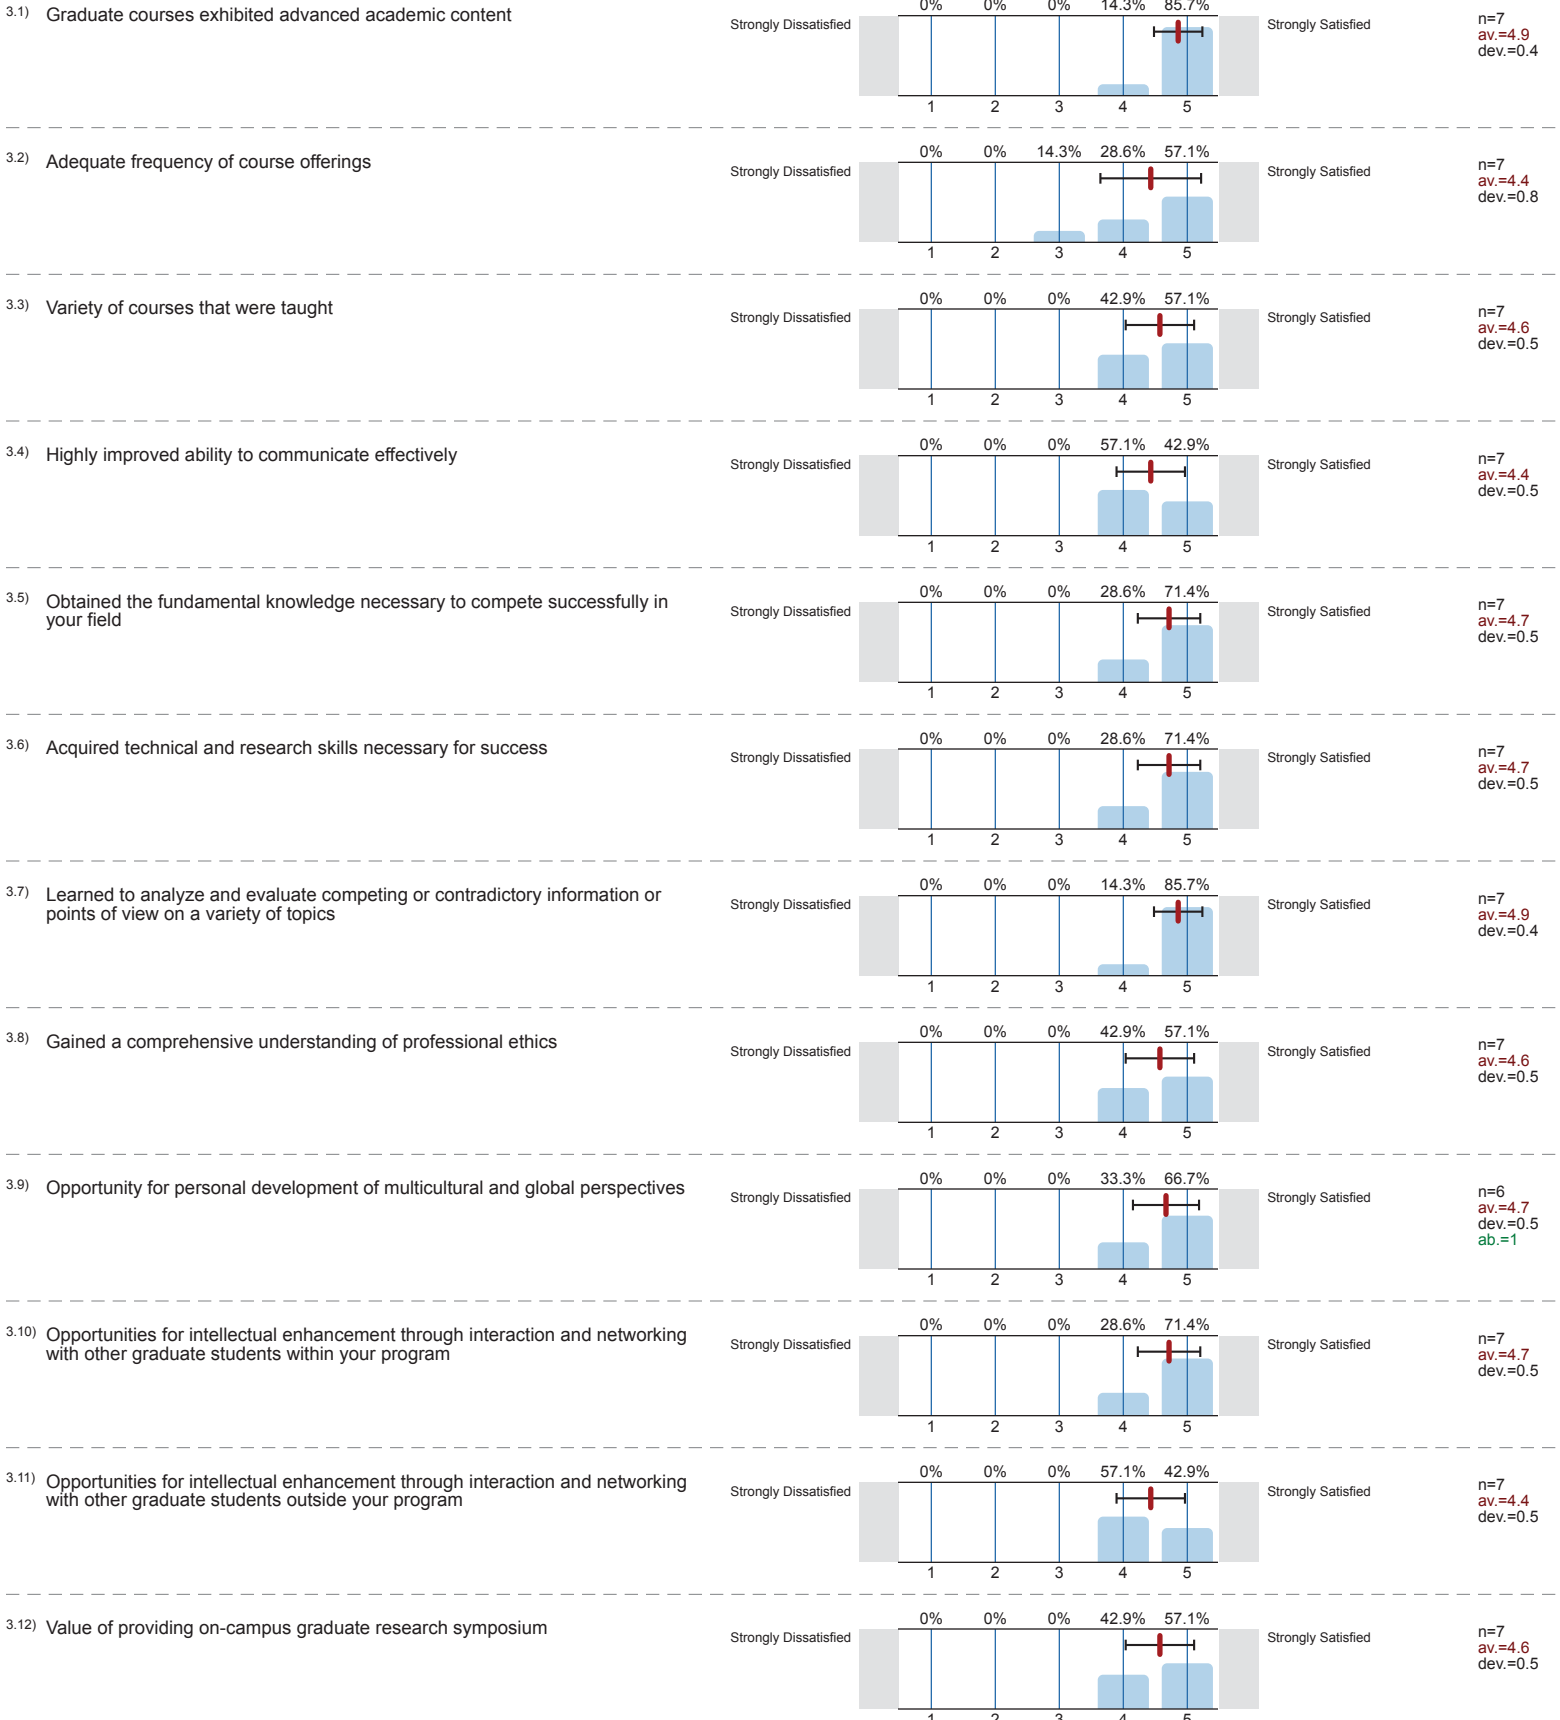 3.1) Graduate courses exhibited advanced academic content
0% 0% 0% 14.3% 85.7%
Strongly Dissatisfied Strongly Satisfied
n=7
av.=4.9
dev.=0.4
1 2 3 4 5
3.2) Adequate frequency of course offerings
0% 0% 14.3% 28.6% 57.1%
Strongly Dissatisfied Strongly Satisfied
n=7
av.=4.4
dev.=0.8
1 2 3 4 5
3.3) Variety of courses that were taught
0% 0% 0% 42.9% 57.1%
Strongly Dissatisfied Strongly Satisfied
n=7
av.=4.6
dev.=0.5
1 2 3 4 5
3.4) Highly improved ability to communicate effectively
0% 0% 0% 57.1% 42.9%
Strongly Dissatisfied Strongly Satisfied
n=7
av.=4.4
dev.=0.5
1 2 3 4 5
3.5) Obtained the fundamental knowledge necessary to compete successfully in
your field
0% 0% 0% 28.6% 71.4%
Strongly Dissatisfied Strongly Satisfied
n=7
av.=4.7
dev.=0.5
1 2 3 4 5
3.6) Acquired technical and research skills necessary for success
0% 0% 0% 28.6% 71.4%
Strongly Dissatisfied Strongly Satisfied
n=7
av.=4.7
dev.=0.5
1 2 3 4 5
3.7) Learned to analyze and evaluate competing or contradictory information or
points of view on a variety of topics
0% 0% 0% 14.3% 85.7%
Strongly Dissatisfied Strongly Satisfied
n=7
av.=4.9
dev.=0.4
1 2 3 4 5
3.8) Gained a comprehensive understanding of professional ethics
0% 0% 0% 42.9% 57.1%
Strongly Dissatisfied Strongly Satisfied
n=7
av.=4.6
dev.=0.5
1 2 3 4 5
3.9) Opportunity for personal development of multicultural and global perspectives
0% 0% 0% 33.3% 66.7%
Strongly Dissatisfied Strongly Satisfied
n=6
av.=4.7
dev.=0.5
ab.=1
1 2 3 4 5
3.10) Opportunities for intellectual enhancement through interaction and networking
with other graduate students within your program
0% 0% 0% 28.6% 71.4%
Strongly Dissatisfied Strongly Satisfied
n=7
av.=4.7
dev.=0.5
1 2 3 4 5
3.11) Opportunities for intellectual enhancement through interaction and networking
with other graduate students outside your program
0% 0% 0% 57.1% 42.9%
Strongly Dissatisfied Strongly Satisfied
n=7
av.=4.4
dev.=0.5
1 2 3 4 5
3.12) Value of providing on-campus graduate research symposium
0% 0% 0% 42.9% 57.1%
Strongly Dissatisfied Strongly Satisfied
n=7
av.=4.6
dev.=0.5
1 2 3 4 5